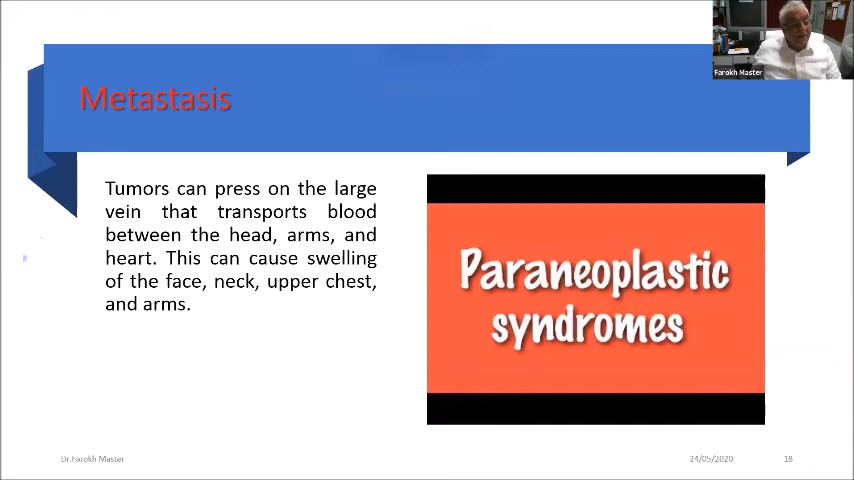 Farokh Master
Metastasis
Tumors can press on the large
vein that transports blood
between the head, arms, and
heart. This can cause swelling
of the face, neck, upper chest,
and arms.
Paraneoplastic
syndromes
Dr.Farokh Master
24/05/2020
18